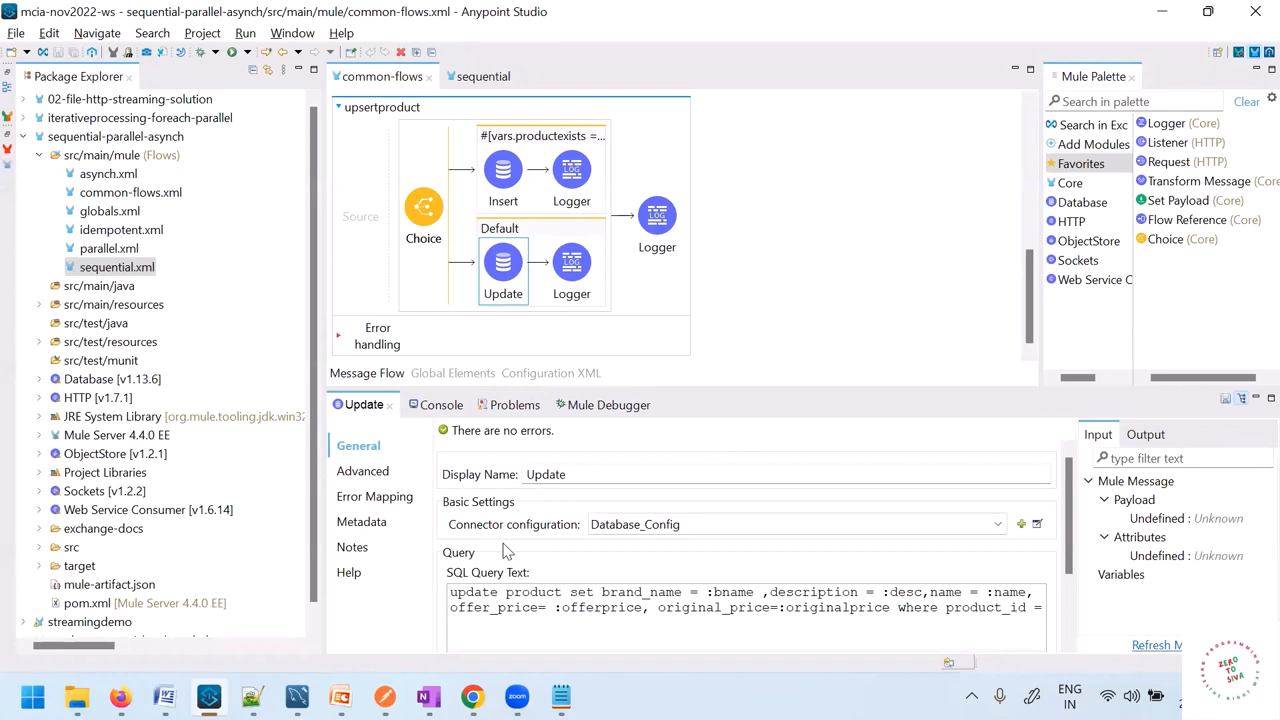 mcia-nov2022-ws - sequential-parallel-asynch/src/main/mule/common-flows.xml - Anypoint Studio
File Edit Navigate Search Project Run Window Help
Package Explorer
02-file-http-streaming-solution
iterativeprocessing-foreach-parallel
sequential-parallel-asynch
src/main/mule (Flows)
asynch.xml
common-flows.xml
globals.xml
idempotent.xml
parallel.xml
sequential.xml
src/main/java
src/main/resources
src/test/java
src/test/resources
src/test/munit
Database [v1.13.6]
HTTP [v1.7.1]
JRE System Library [org.mule.tooling.jdk.win32
Mule Server 4.4.0 EE
ObjectStore [v1.2.1]
Project Libraries
Sockets [v1.2.2]
Web Service Consumer [v1.6.14]
exchange-docs
src
target
mule-artifact.json
pom.xml [Mule Server 4.4.0 EE]
streamingdemo
common-flows
sequential
upsertproduct
Source
Choice
#[vars.productexists =...
Insert
LOG
Logger
Default
Update
LOG
Logger
LOG
Logger
Error
handling
Message Flow Global Elements Configuration XML
Update Console Problems Mule Debugger
General
Advanced
Error Mapping
Metadata
Notes
Help
There are no errors.
Display Name: Update
Basic Settings
Connector configuration: Database_Config
Query
SQL Query Text:
update product set brand_name = :bname ,description = :desc,name = :name,
offer_price= :offerprice, original_price=:originalprice where product_id =
Mule Palette
Search in palette Clear
Search in Exc
Add Modules
Favorites
Core
Database
HTTP
ObjectStore
Sockets
Web Service C
Logger (Core)
Listener (HTTP)
Request (HTTP)
Transform Message (Core)
Set Payload (Core)
Flow Reference (Core)
Choice (Core)
Input Output
type filter text
Mule Message
Payload
Undefined : Unknown
Attributes
Undefined : Unknown
Variables
Refresh M
ZERO
TO
SIVA
zoom
ENG
IN